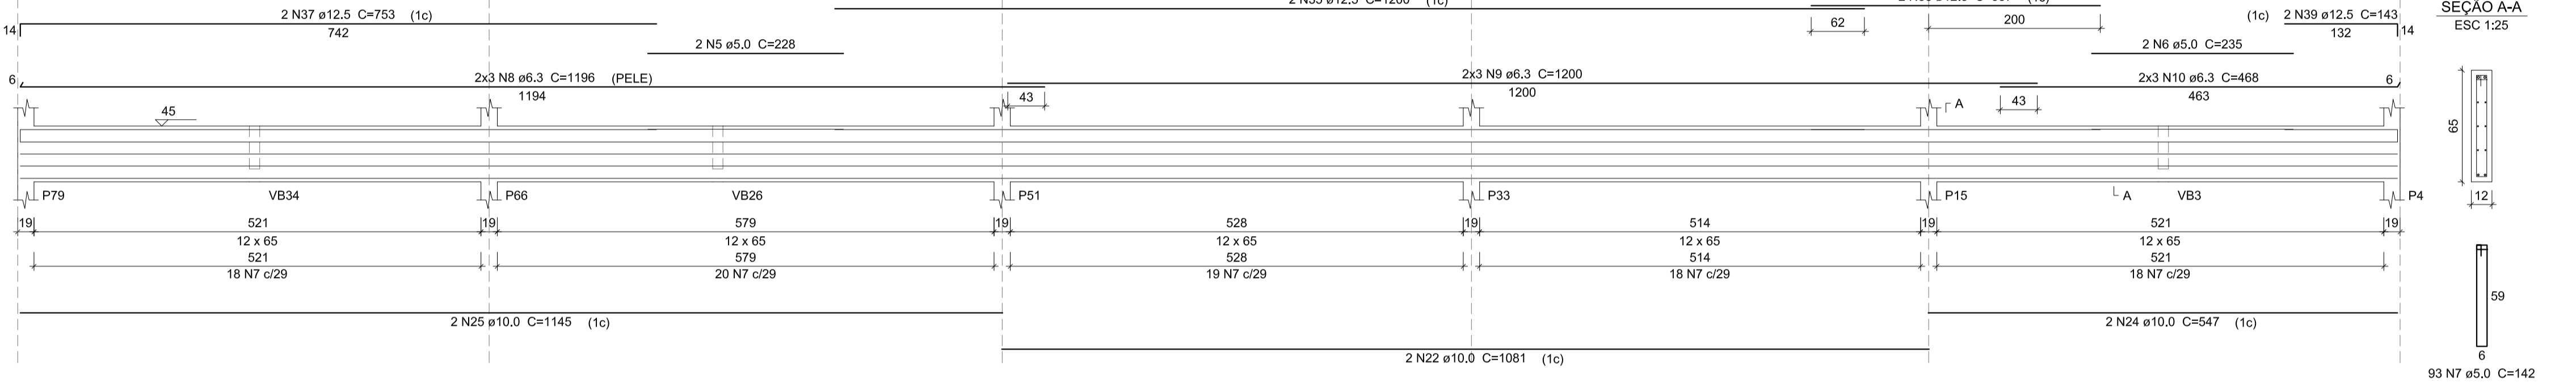 2 N37 ø12.5 C=753 (1c)
14
742
2 N5 ø5.0 C=228
62
200
(1c) 2 N39 ø12.5 C=143
132
14
2 N6 ø5.0 C=235
SEÇÃO A-A
ESC 1:25
6
2x3 N8 ø6.3 C=1196 (PELE)
1194
43
2x3 N9 ø6.3 C=1200
1200
43
2x3 N10 ø6.3 C=468
463
6
45
A
65
12
P79
VB34
P66
VB26
P51
P33
P15
A
VB3
P4
19
521
19
579
19
528
19
514
19
521
19
12 x 65
12 x 65
12 x 65
12 x 65
12 x 65
521
579
528
514
521
18 N7 c/29
20 N7 c/29
19 N7 c/29
18 N7 c/29
18 N7 c/29
2 N25 ø10.0 C=1145 (1c)
2 N24 ø10.0 C=547 (1c)
2 N22 ø10.0 C=1081 (1c)
59
6
93 N7 ø5.0 C=142